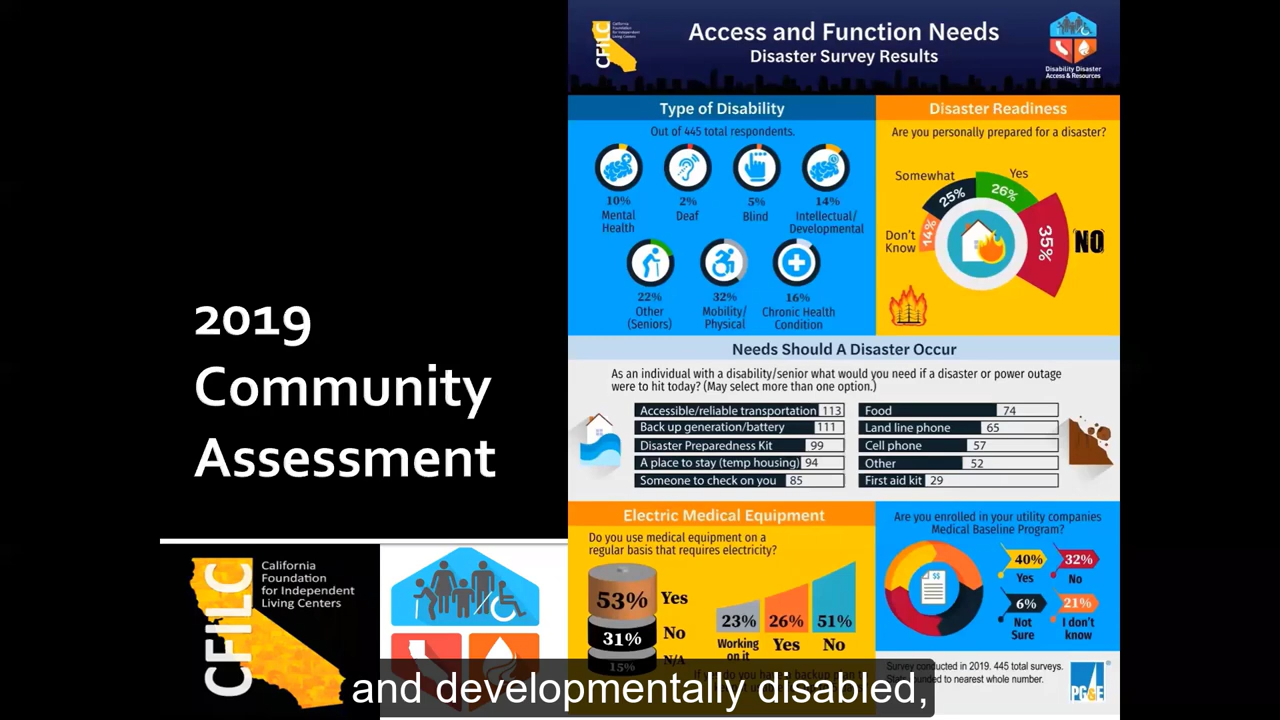 2019
Community
Assessment
CFILC
California
Foundation
for Independent
Living Centers
CFILC
California
Foundation
for Independent
Living Centers
Access and Function Needs
Disaster Survey Results
Disability Disaster
Access & Resources
Type of Disability
Out of 445 total respondents.
10%
Mental
Health
2%
Deaf
5%
Blind
14%
Intellectual/
Developmental
22%
Other
(Seniors)
32%
Mobility/
Physical
16%
Chronic Health
Condition
Disaster Readiness
Are you personally prepared for a disaster?
Somewhat
25%
Yes
26%
Don't
Know
14%
35%
NO
Needs Should A Disaster Occur
As an individual with a disability/senior what would you need if a disaster or power outage
were to hit today? (May select more than one option.)
Accessible/reliable transportation 113
Back up generation/battery 111
Disaster Preparedness Kit 99
A place to stay (temp housing) 94
Someone to check on you 85
Food 74
Land line phone 65
Cell phone 57
Other 52
First aid kit 29
Electric Medical Equipment
Do you use medical equipment on a
regular basis that requires electricity?
53% Yes
31% No
15% N/A
23%
Working
on it
26%
Yes
51%
No
Are you enrolled in your utility companies
Medical Baseline Program?
$$
40%
Yes
32%
No
6%
Not
Sure
21%
I don't
know
Survey conducted in 2019. 445 total surveys.
rounded to nearest whole number.
PG&E
and developmentally disabled,